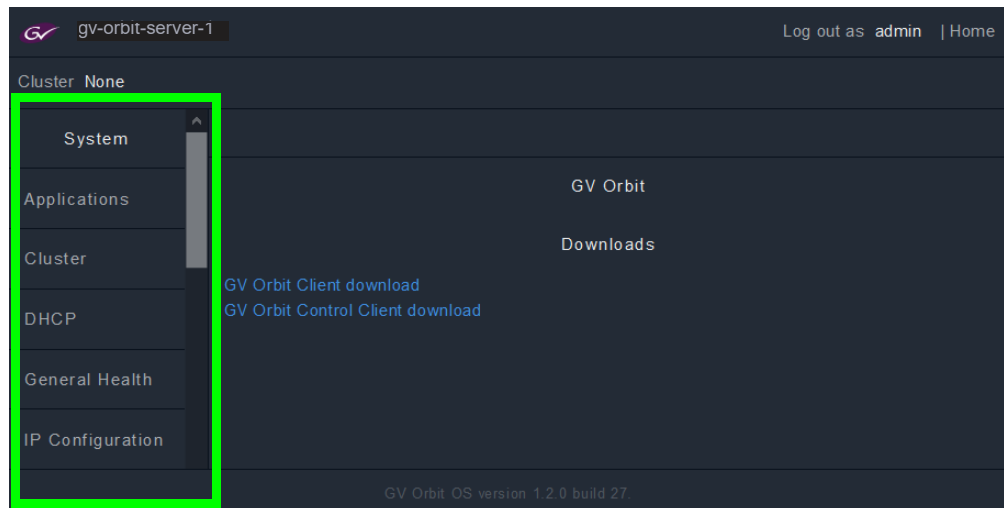 GV gv-orbit-server-1 Log out as admin | Home
Cluster None
System
Applications
Cluster
DHCP
General Health
IP Configuration
GV Orbit
Downloads
GV Orbit Client download
GV Orbit Control Client download
GV Orbit OS version 1.2.0 build 27.